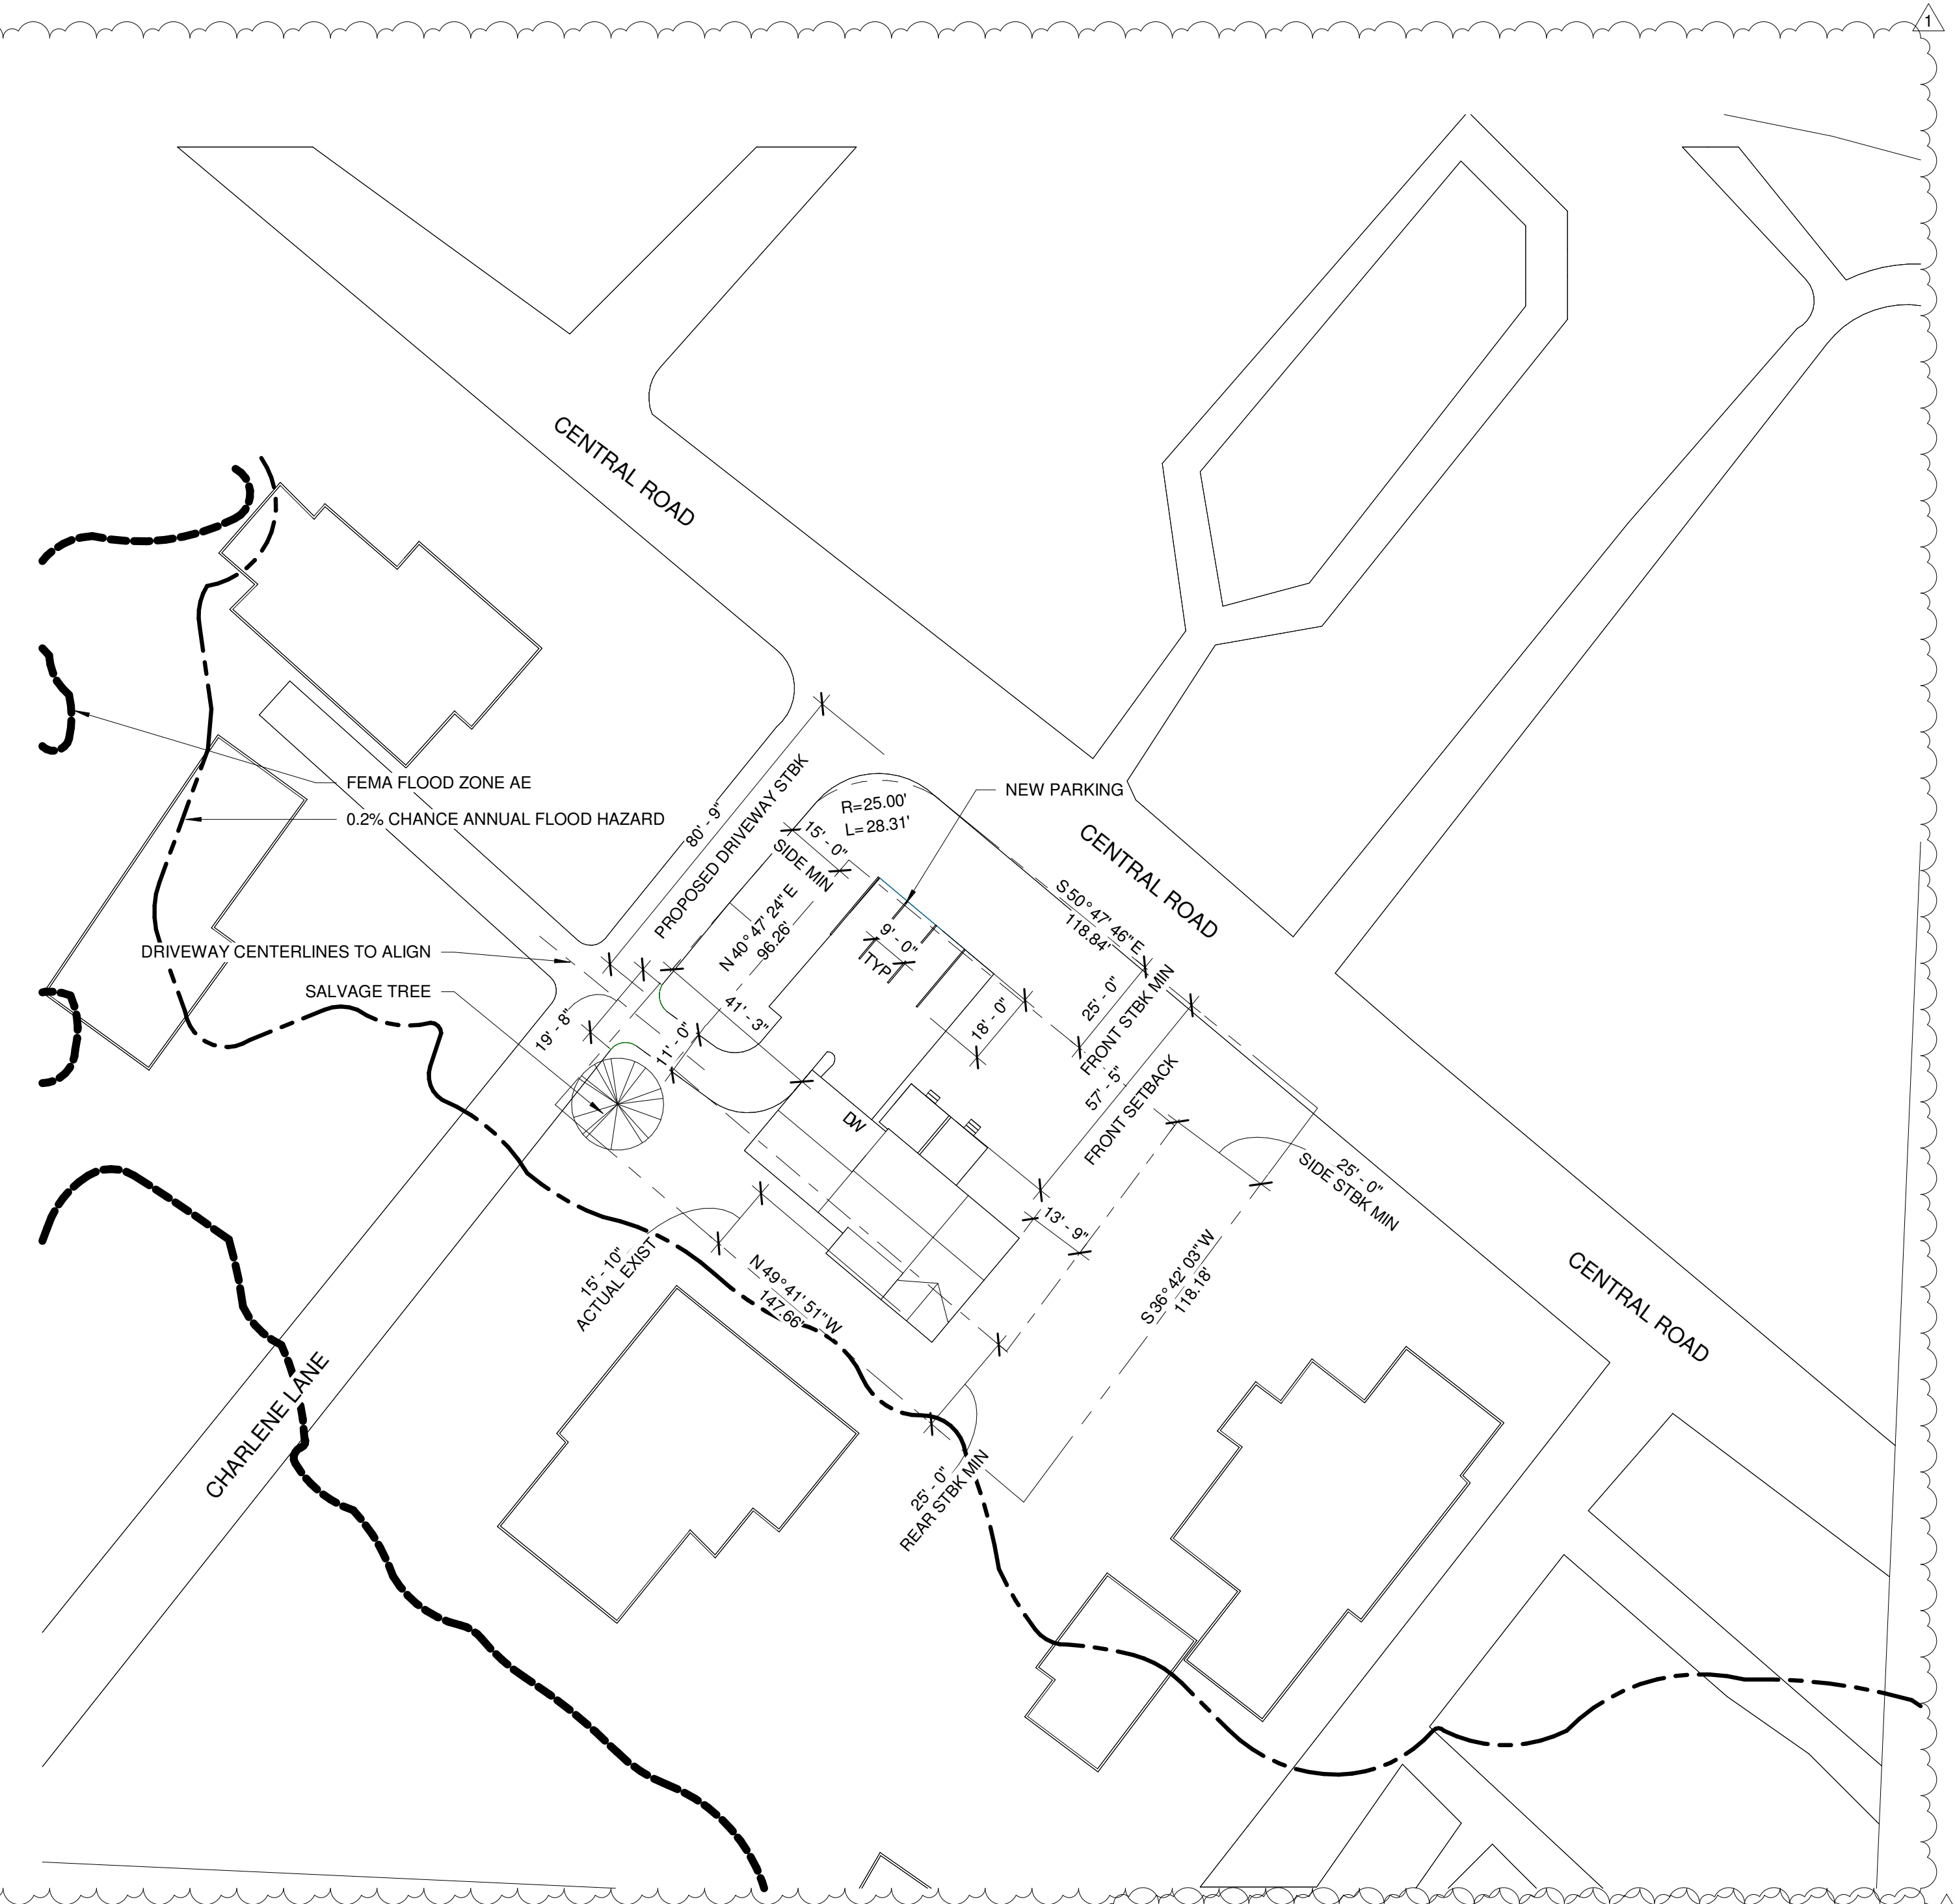 1
CENTRAL ROAD
FEMA FLOOD ZONE AE
0.2% CHANCE ANNUAL FLOOD HAZARD
NEW PARKING
80' - 9"
PROPOSED DRIVEWAY STBK
R=25.00'
L=28.31'
15' - 0"
SIDE MIN
CENTRAL ROAD
S 50°47' 46" E
118.84'
N 40°47' 24" E
96.26'
9' - 0"
TYP
DRIVEWAY CENTERLINES TO ALIGN
SALVAGE TREE
19' - 8"
41' - 3"
11' - 0"
18' - 0"
25' - 0"
FRONT STBK MIN
57' - 5"
FRONT SETBACK
DW
25' - 0"
SIDE STBK MIN
13' - 9"
15' - 10"
ACTUAL EXIST
N 49°41' 51" W
147.66'
S 36°42' 03" W
118.18'
CENTRAL ROAD
CHARLENE LANE
25' - 0"
REAR STBK MIN